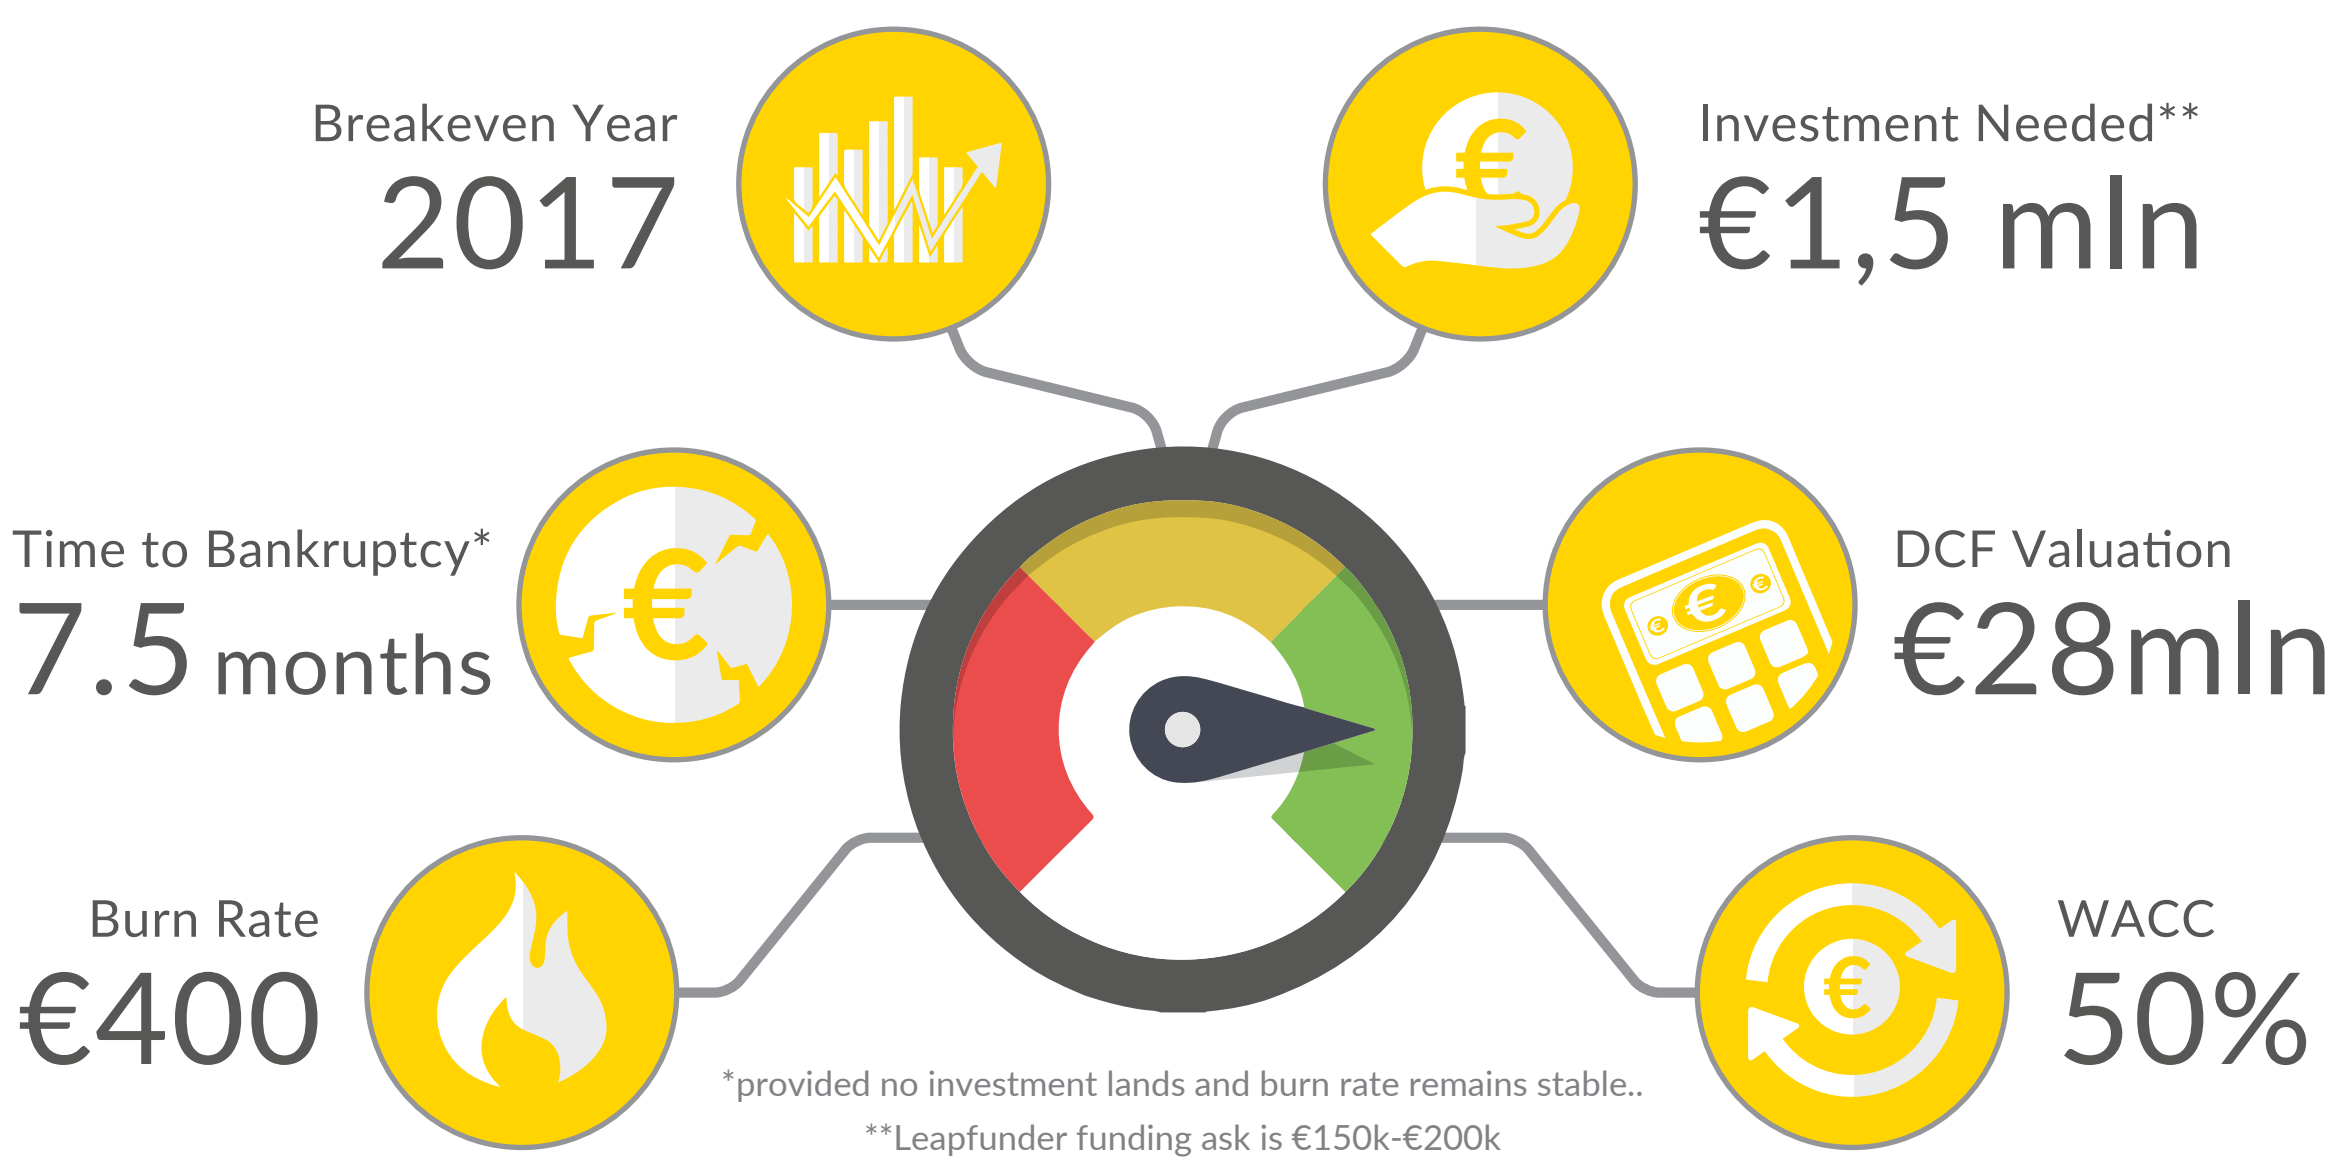 Breakeven Year
2017
Investment Needed**
€1,5 mln
Time to Bankruptcy*
7.5 months
DCF Valuation
€28mln
Burn Rate
€400
WACC
50%
*provided no investment lands and burn rate remains stable..
**Leapfunder funding ask is €150k-€200k